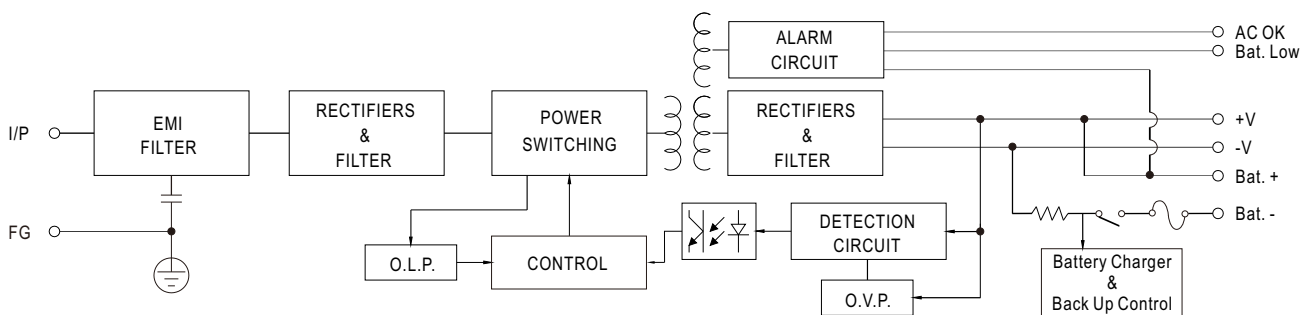 ALARM
CIRCUIT
AC OK
Bat. Low
I/P
EMI
FILTER
RECTIFIERS
&
FILTER
POWER
SWITCHING
RECTIFIERS
&
FILTER
+V
-V
Bat. +
Bat. -
FG
O.L.P.
CONTROL
DETECTION
CIRCUIT
O.V.P.
Battery Charger
&
Back Up Control